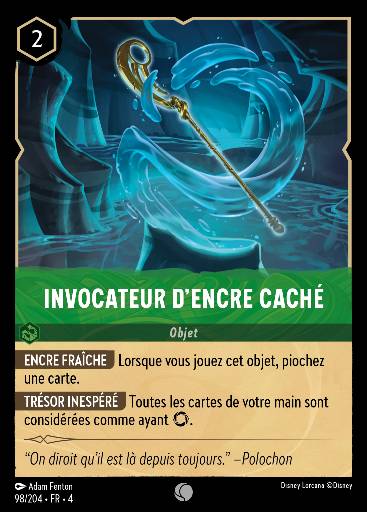 2
INVOCATEUR D'ENCRE CACHÉ
Objet
ENCRE FRAÎCHE Lorsque vous jouez cet objet, piochez
une carte.
TRÉSOR INESPÉRÉ Toutes les cartes de votre main sont
considérées comme ayant .
“On diroit qu'il est là depuis toujours.” –Polochon
Adam Fenton
Disney Lorcana ©Disney
98/204 • FR • 4